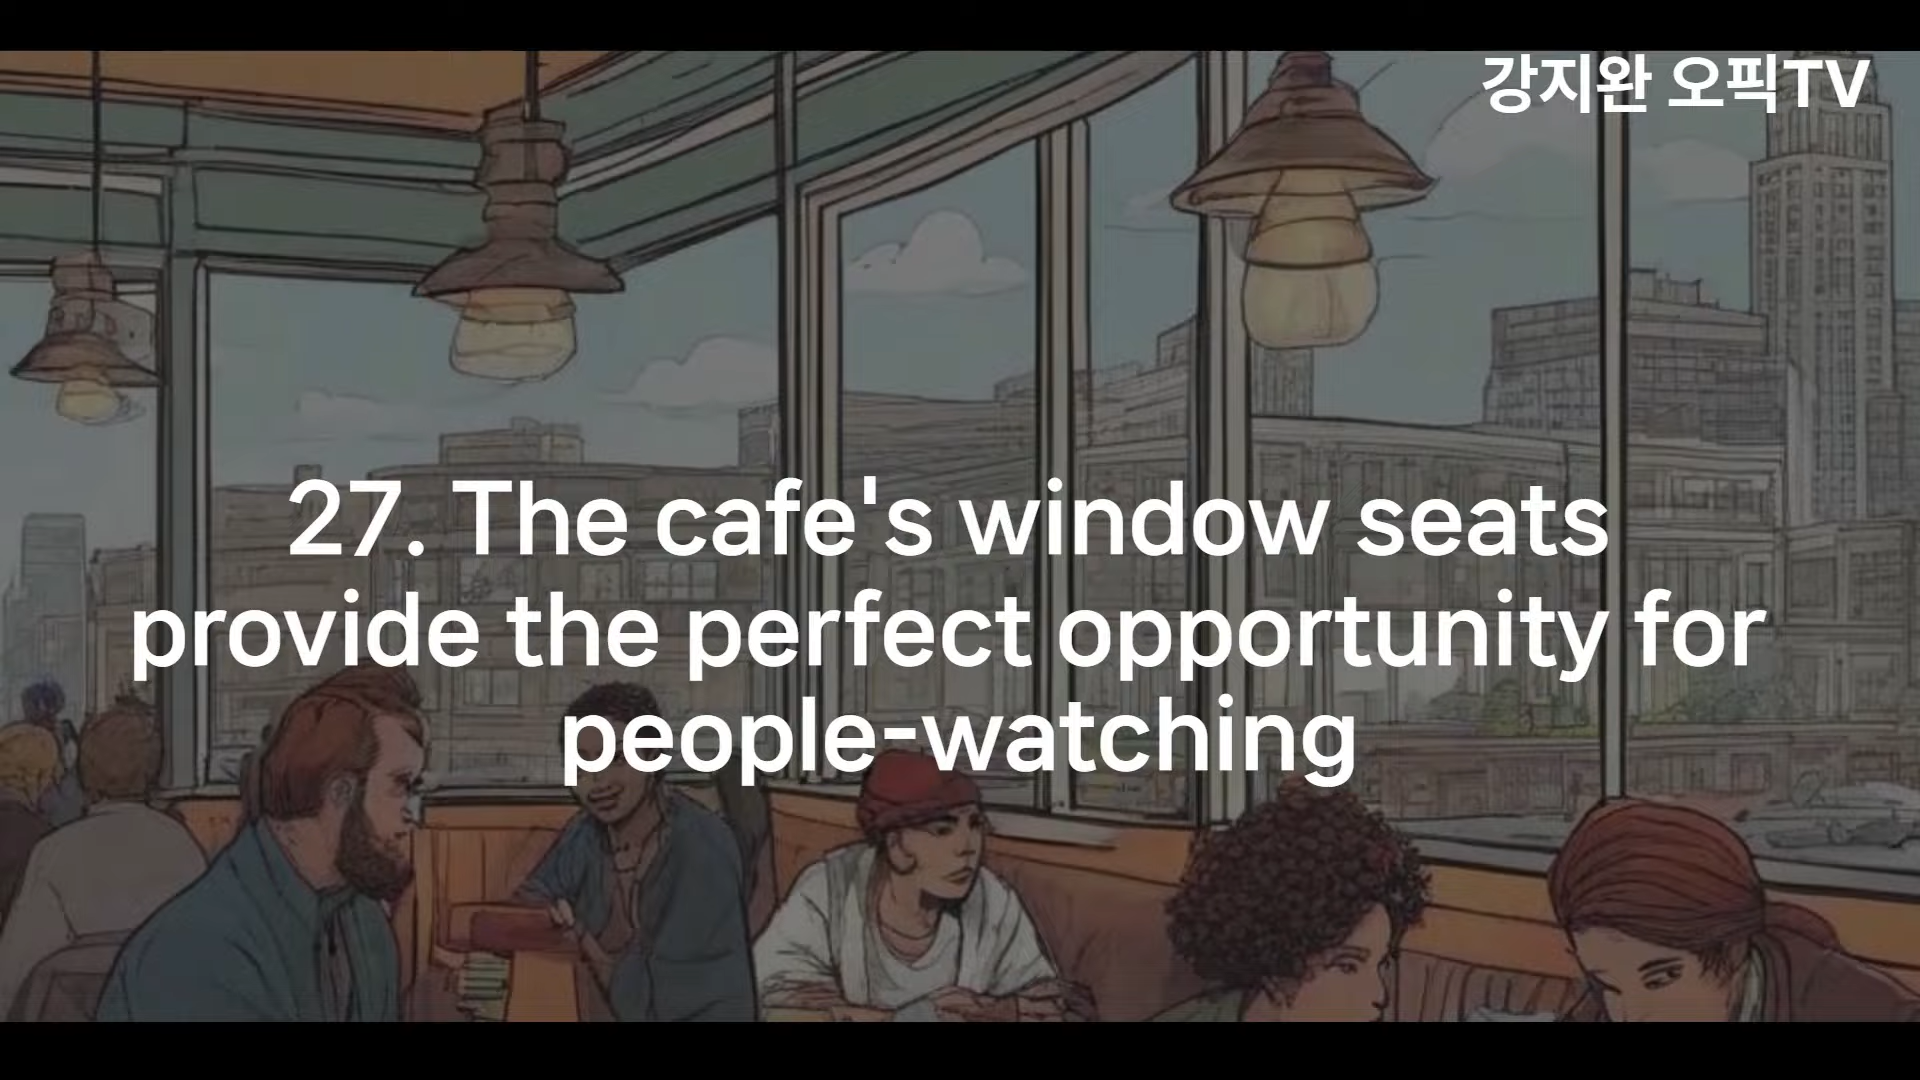 강지완 오픽TV
27. The cafe's window seats
provide the perfect opportunity for
people-watching